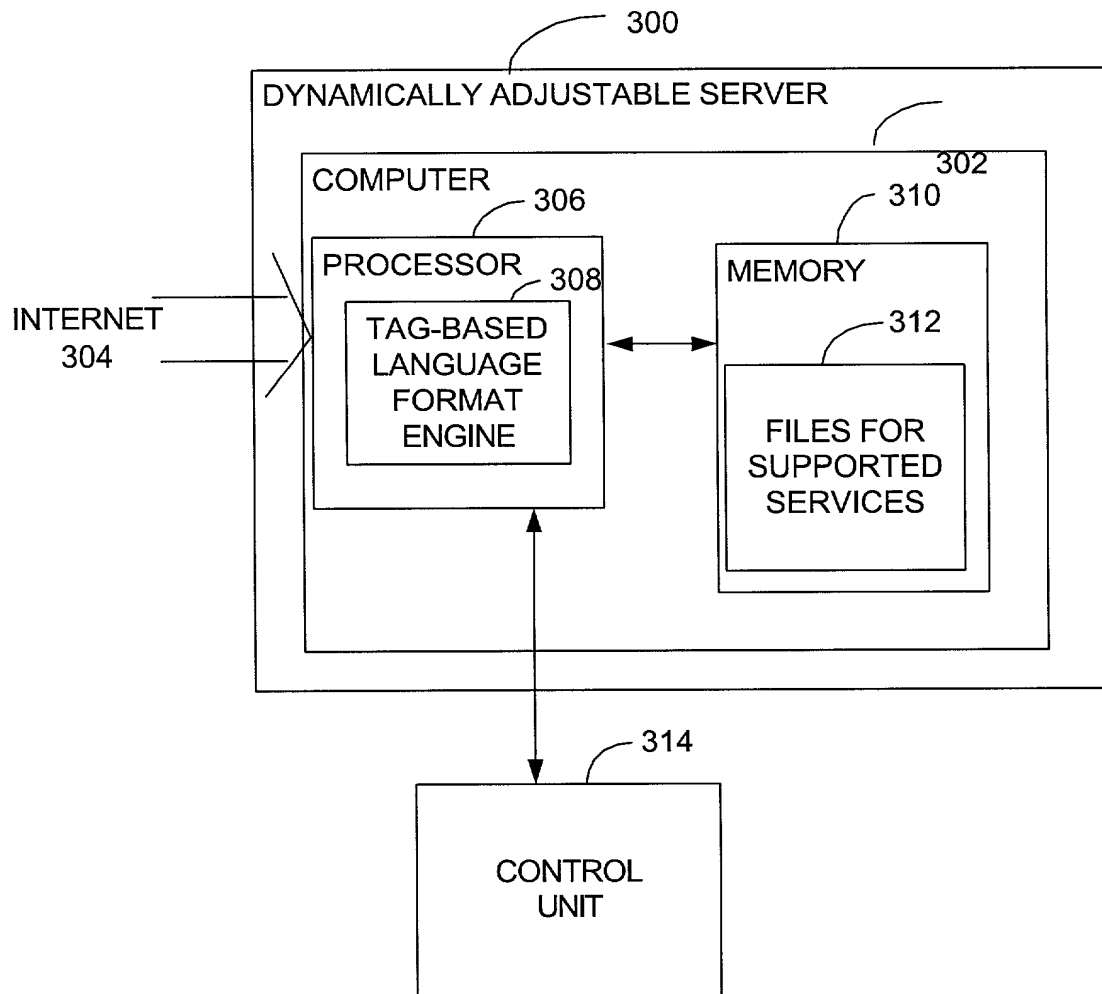 300
DYNAMICALLY ADJUSTABLE SERVER
302
COMPUTER
306
310
PROCESSOR
MEMORY
308
INTERNET
304
TAG-BASED
LANGUAGE
FORMAT
ENGINE
312
FILES FOR
SUPPORTED
SERVICES
314
CONTROL
UNIT